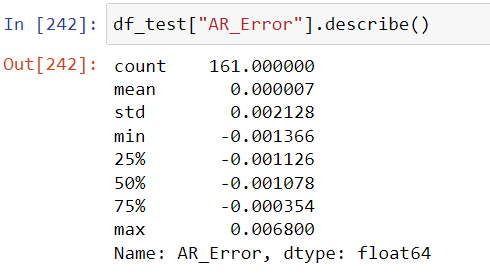 In [242]: df_test["AR_Error"].describe()
Out[242]: count 161.000000
mean 0.000007
std 0.002128
min -0.001366
25% -0.001126
50% -0.001078
75% -0.000354
max 0.006800
Name: AR_Error, dtype: float64